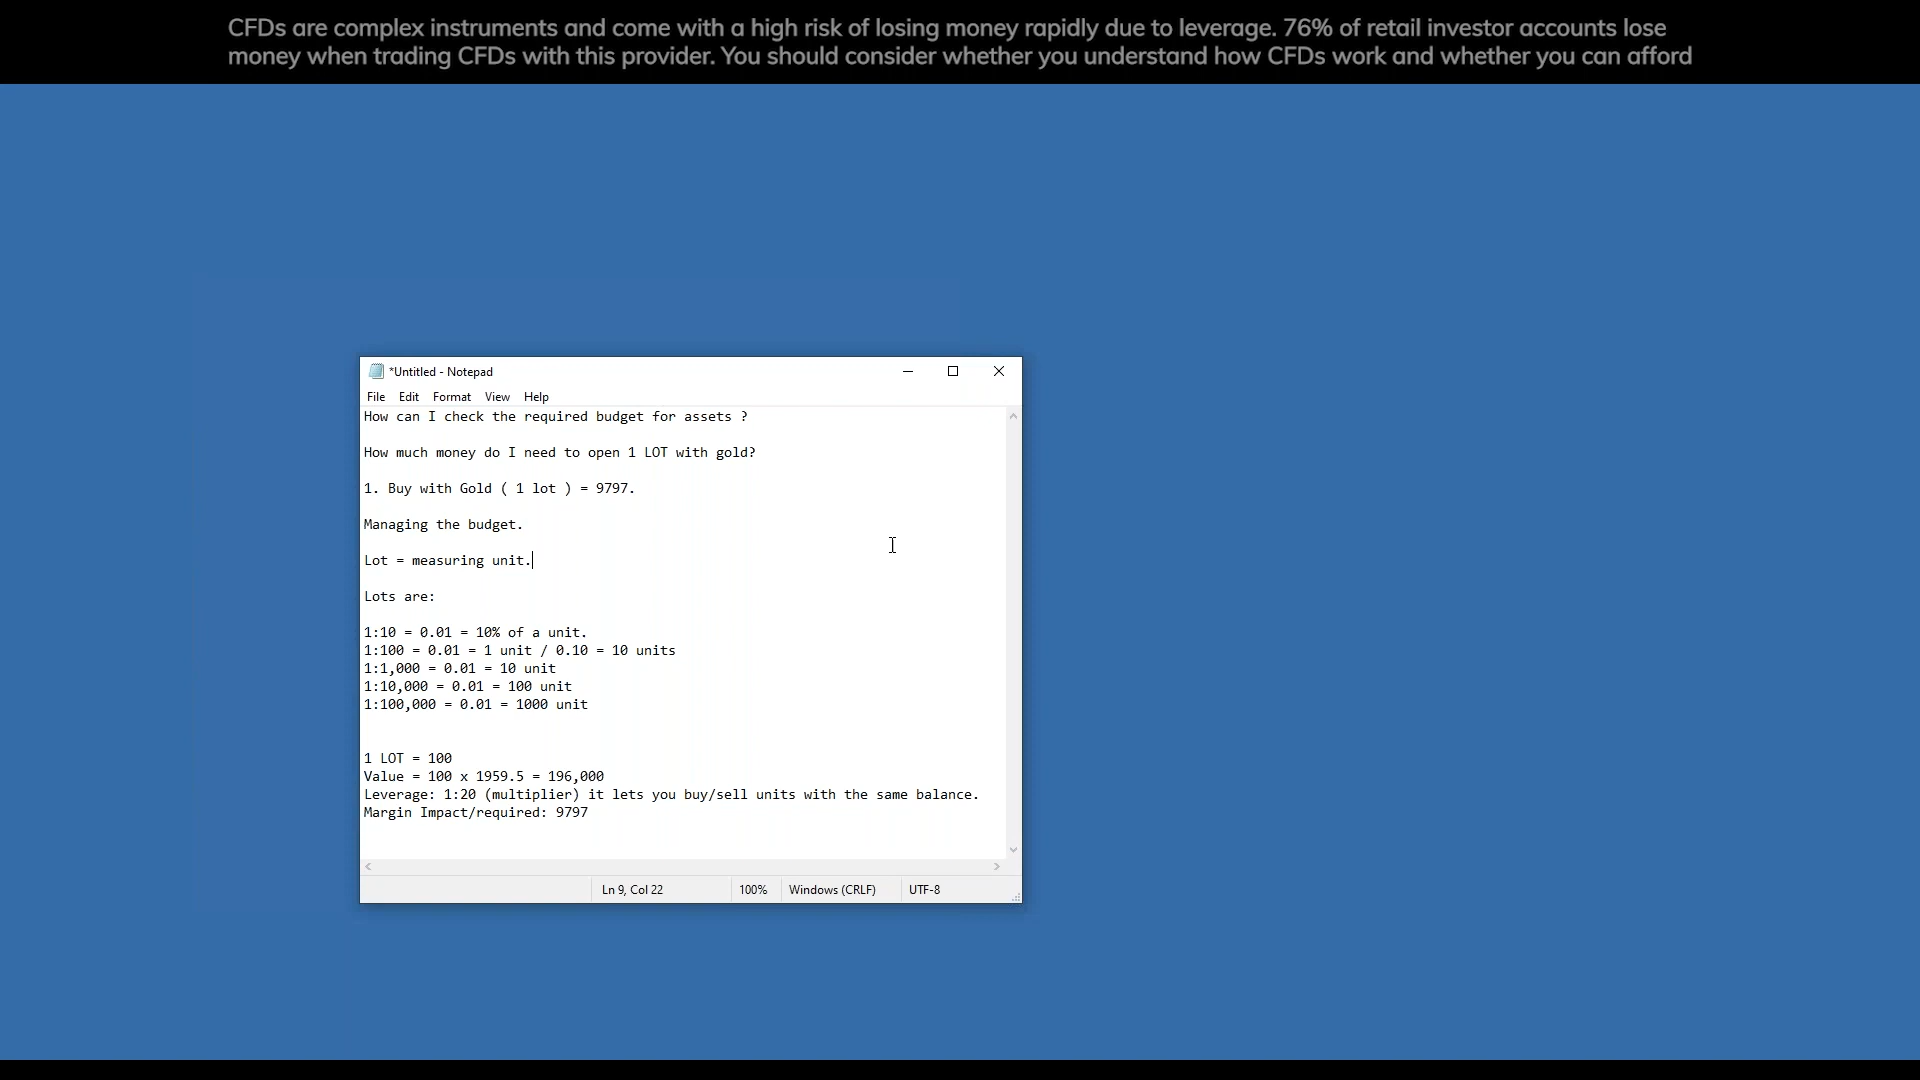 CFDs are complex instruments and come with a high risk of losing money rapidly due to leverage. 76% of retail investor accounts lose
money when trading CFDs with this provider. You should consider whether you understand how CFDs work and whether you can afford
*Untitled - Notepad
File Edit Format View Help
How can I check the required budget for assets ?
How much money do I need to open 1 LOT with gold?
1. Buy with Gold ( 1 lot ) = 9797.
Managing the budget.
Lot = measuring unit.
Lots are:
1:10 = 0.01 = 10% of a unit.
1:100 = 0.01 = 1 unit / 0.10 = 10 units
1:1,000 = 0.01 = 10 unit
1:10,000 = 0.01 = 100 unit
1:100,000 = 0.01 = 1000 unit
1 LOT = 100
Value = 100 x 1959.5 = 196,000
Leverage: 1:20 (multiplier) it lets you buy/sell units with the same balance.
Margin Impact/required: 9797
Ln 9, Col 22 100% Windows (CRLF) UTF-8